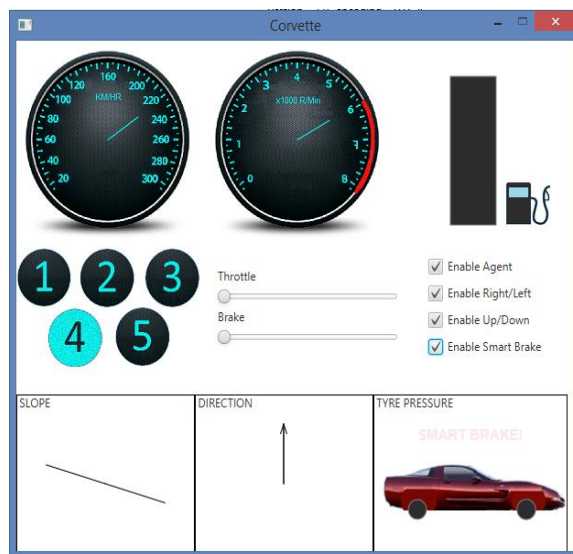 Corvette
120 160 200
100 KM/HR 220
80 240
60 260
40 280
20 300
3 4 5
2 x1000 R/Min 6
1 7
0 8
1 2 3
4 5
Throttle
Brake
Enable Agent
Enable Right/Left
Enable Up/Down
Enable Smart Brake
SLOPE
DIRECTION
TYRE PRESSURE
SMART BRAKE!